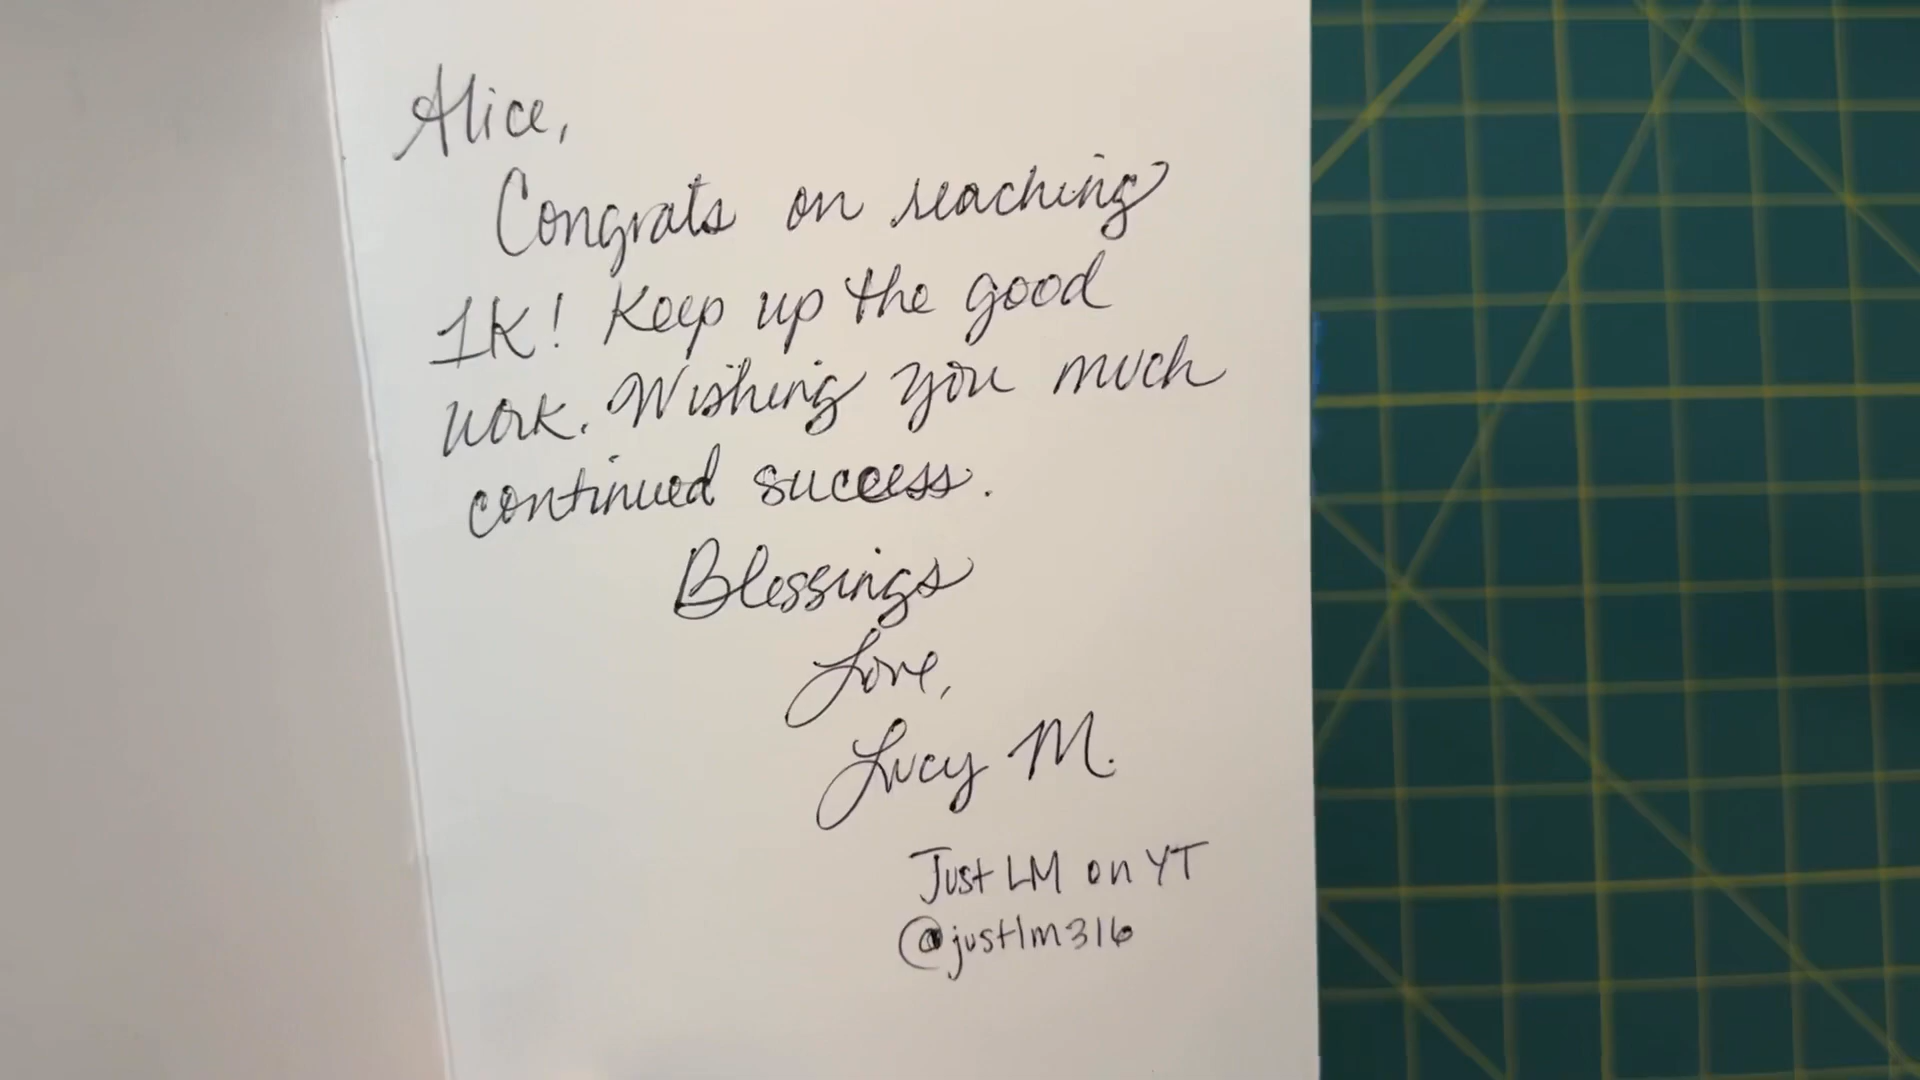 Alice,
Congrats on reaching
1K! Keep up the good
work. Wishing you much
continued success.
Blessings
Love,
Lucy M.
Just LM on YT
@justlm316